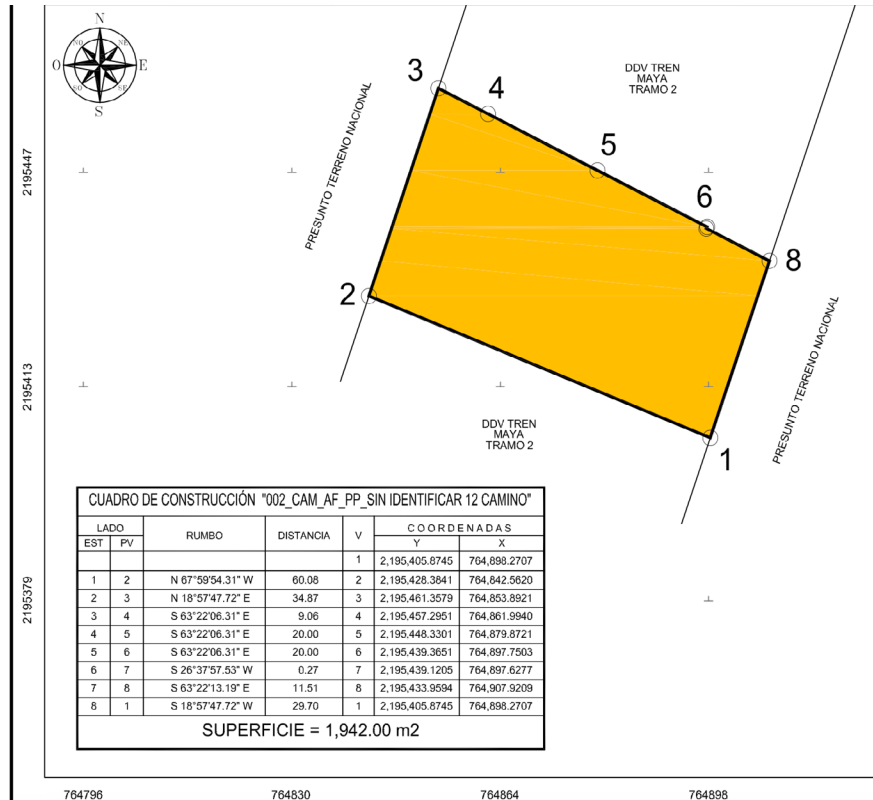 N
NO
NE
O
E
SO
SE
S
DDV TREN
MAYA
TRAMO 2
3
4
5
6
8
2
1
PRESUNTO TERRENO NACIONAL
PRESUNTO TERRENO NACIONAL
DDV TREN
MAYA
TRAMO 2
2195447
2195413
2195379
CUADRO DE CONSTRUCCIÓN "002_CAM_AF_PP_SIN IDENTIFICAR 12 CAMINO"
LADO RUMBO DISTANCIA V COORDENADAS
EST PV Y X
1 2,195,405.8745 764,898.2707
1 2 N 67°59'54.31" W 60.08 2 2,195,428.3841 764,842.5620
2 3 N 18°57'47.72" E 34.87 3 2,195,461.3579 764,853.8921
3 4 S 63°22'06.31" E 9.06 4 2,195,457.2951 764,861.9940
4 5 S 63°22'06.31" E 20.00 5 2,195,448.3301 764,879.8721
5 6 S 63°22'06.31" E 20.00 6 2,195,439.3651 764,897.7503
6 7 S 26°37'57.53" W 0.27 7 2,195,439.1205 764,897.6277
7 8 S 63°22'13.19" E 11.51 8 2,195,433.9594 764,907.9209
8 1 S 18°57'47.72" W 29.70 1 2,195,405.8745 764,898.2707
SUPERFICIE = 1,942.00 m2
764796
764830
764864
764898